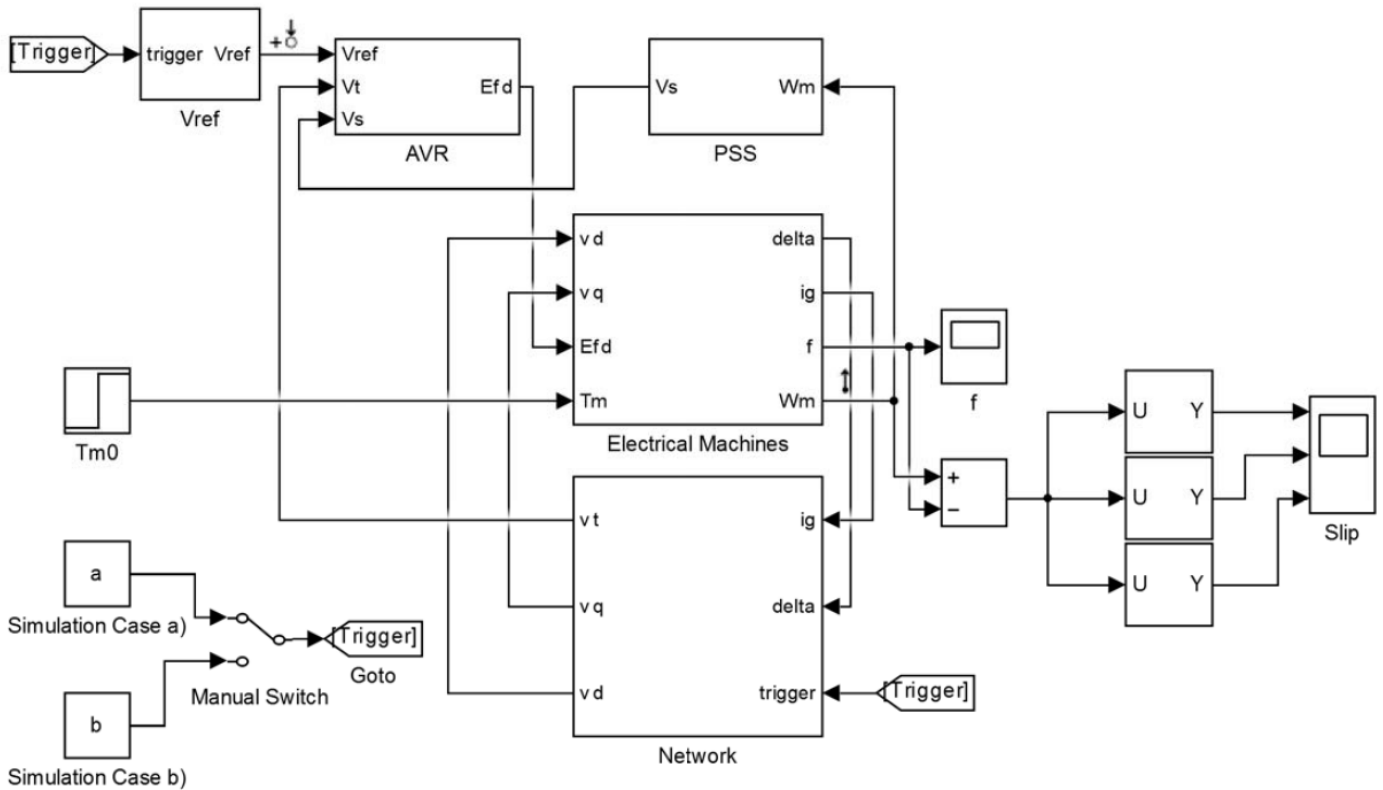 [Trigger]
trigger Vref
Vref
Vref
Vt
Vs
Efd
AVR
Vs
Wm
PSS
vd
vq
Efd
Tm
delta
ig
f
Wm
Electrical Machines
Tm0
f
+
−
U Y
U Y
U Y
Slip
vt
vq
vd
ig
delta
trigger
Network
[Trigger]
a
Simulation Case a)
b
Simulation Case b)
Manual Switch
[Trigger]
Goto